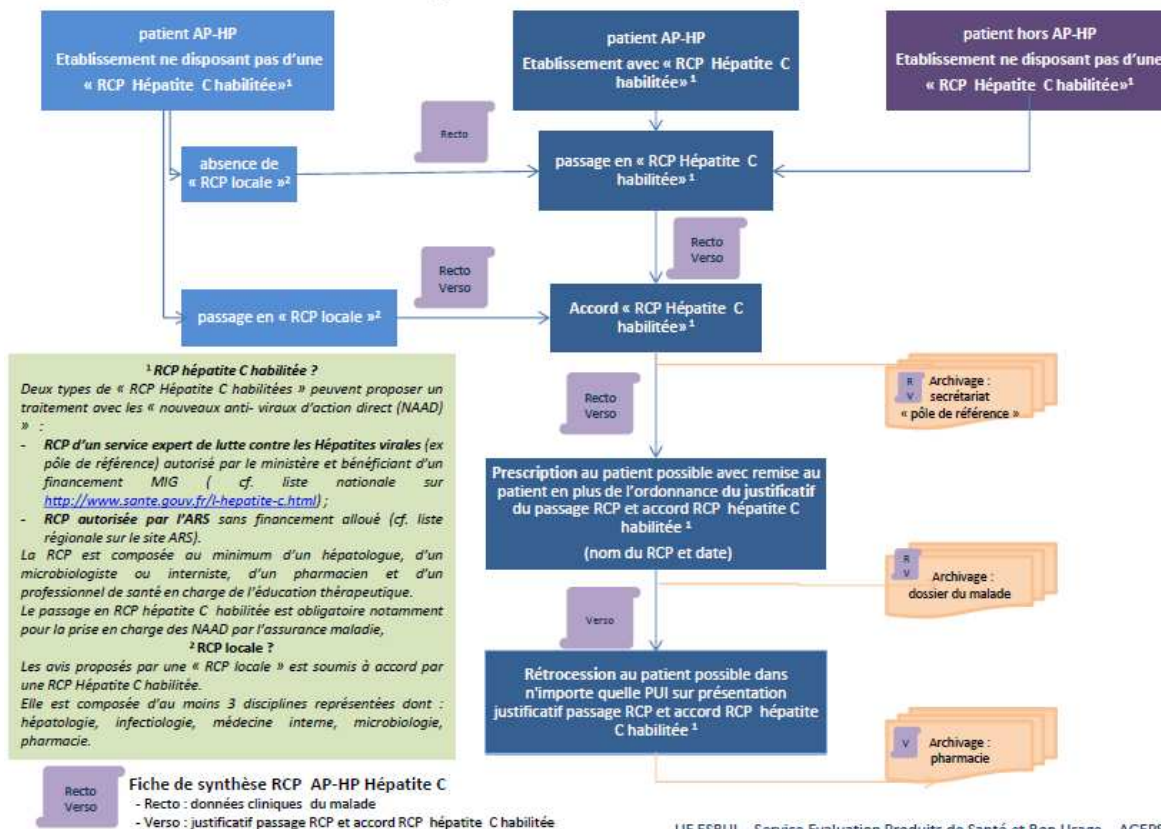 patient AP-HP
Etablissement ne disposant pas d'une
« RCP Hépatite C habilitée»¹
patient AP-HP
Etablissement avec « RCP Hépatite C
habilitée» ¹
patient hors AP-HP
Etablissement ne disposant pas d'une
« RCP Hépatite C habilitée»¹
Recto
absence de
« RCP locale »²
passage en « RCP Hépatite C
habilitée» ¹
Recto
Verso
Recto
Verso
passage en « RCP locale »²
Accord « RCP Hépatite C
habilitée» ¹
¹ RCP hépatite C habilitée ?
Deux types de « RCP Hépatite C habilitées » peuvent proposer un
traitement avec les « nouveaux anti- viraux d'action direct (NAAD)
» :
- RCP d'un service expert de lutte contre les Hépatites virales (ex
pôle de référence) autorisé par le ministère et bénéficiant d'un
financement MIG ( cf. liste nationale sur
http://www.sante.gouv.fr/l-hepatite-c.html) ;
- RCP autorisée par l'ARS sans financement alloué (cf. liste
régionale sur le site ARS).
La RCP est composée au minimum d'un hépatologue, d'un
microbiologiste ou interniste, d'un pharmacien et d'un
professionnel de santé en charge de l'éducation thérapeutique.
Le passage en RCP hépatite C habilitée est obligatoire notamment
pour la prise en charge des NAAD par l'assurance maladie,
² RCP locale ?
Les avis proposés par une « RCP locale » est soumis à accord par
une RCP Hépatite C habilitée.
Elle est composée d'au moins 3 disciplines représentées dont :
hépatologie, infectiologie, médecine interne, microbiologie,
pharmacie.
Recto
Verso
R
V
Archivage :
secrétariat
« pôle de référence »
Prescription au patient possible avec remise au
patient en plus de l'ordonnance du justificatif
du passage RCP et accord RCP hépatite C
habilitée ¹
(nom du RCP et date)
R
V
Archivage :
dossier du malade
Verso
Rétrocession au patient possible dans
n'importe quelle PUI sur présentation
justificatif passage RCP et accord RCP hépatite
C habilitée ¹
V
Archivage :
pharmacie
Recto
Verso
Fiche de synthèse RCP AP-HP Hépatite C
- Recto : données cliniques du malade
- Verso : justificatif passage RCP et accord RCP hépatite C habilitée